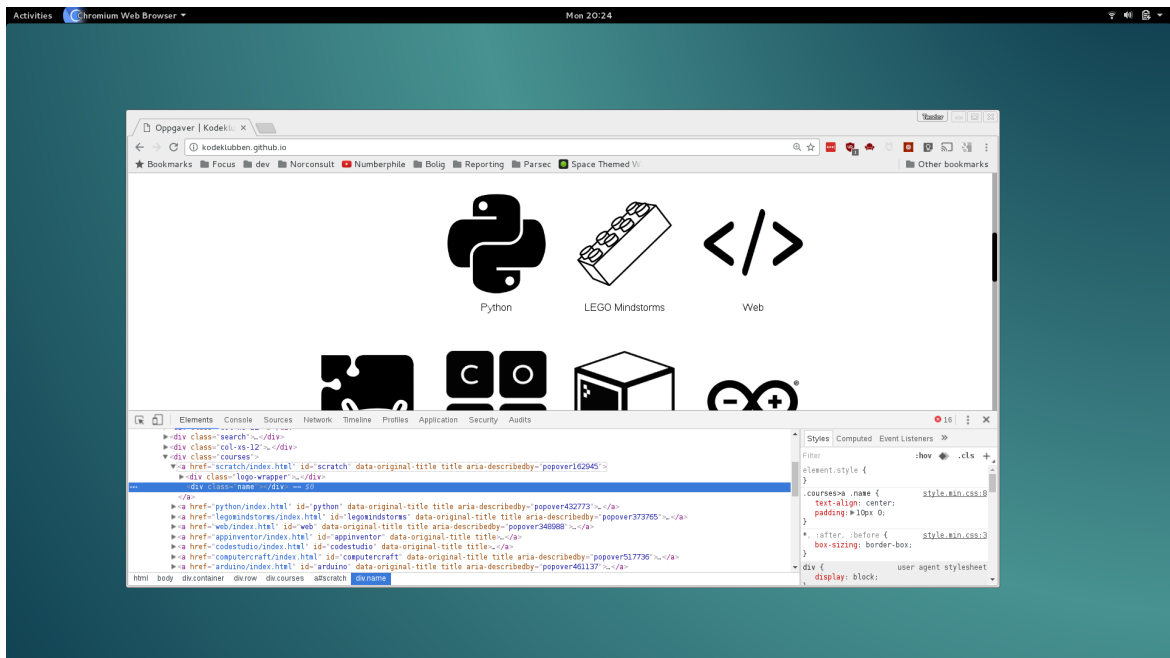 Activities Chromium Web Browser Mon 20:24
Oppgaver | Kodeklu
kodeklubben.github.io
Bookmarks Focus dev Norconsult Numberphile Bolig Reporting Parsec Space Themed Other bookmarks
Python LEGO Mindstorms Web
C O
Elements Console Sources Network Timeline Profiles Application Security Audits 16
<div class="search">…</div>
<div class="col-xs-12">…</div>
<div class="courses">
<a href="scratch/index.html" id="scratch" data-original-title title aria-describedby="popover162945">
<div class="logo-wrapper">…</div>
<div class="name"></div> == $0
</a>
<a href="python/index.html" id="python" data-original-title title aria-describedby="popover432773">…</a>
<a href="legomindstorms/index.html" id="legomindstorms" data-original-title title aria-describedby="popover373765">…</a>
<a href="web/index.html" id="web" data-original-title title aria-describedby="popover348988">…</a>
<a href="appinventor/index.html" id="appinventor" data-original-title title>…</a>
<a href="codestudio/index.html" id="codestudio" data-original-title title>…</a>
<a href="computercraft/index.html" id="computercraft" data-original-title title aria-describedby="popover517736">…</a>
<a href="arduino/index.html" id="arduino" data-original-title title aria-describedby="popover461137">…</a>
html body div.container div.row div.courses a#scratch div.name
Styles Computed Event Listeners »
Filter :hov .cls +
element.style {
}
.courses>a .name { style.min.css:8
text-align: center;
padding: 10px 0;
}
*, :after, :before { style.min.css:3
box-sizing: border-box;
}
div { user agent stylesheet
display: block;